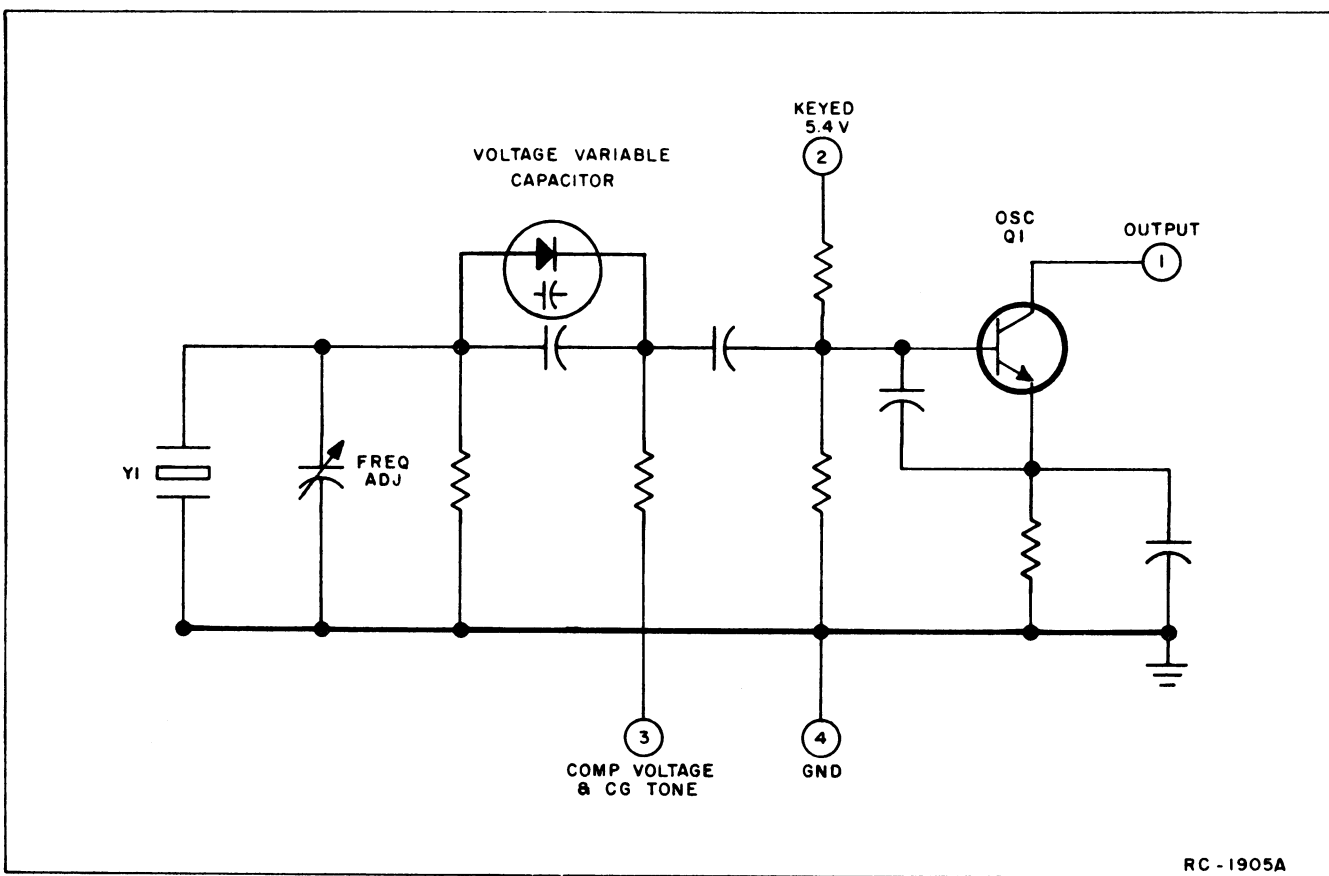 KEYED
5.4 V
2
VOLTAGE VARIABLE
CAPACITOR
OSC
Q1
OUTPUT
1
Y1
FREQ
ADJ
3
COMP VOLTAGE
& CG TONE
4
GND
RC-1905A